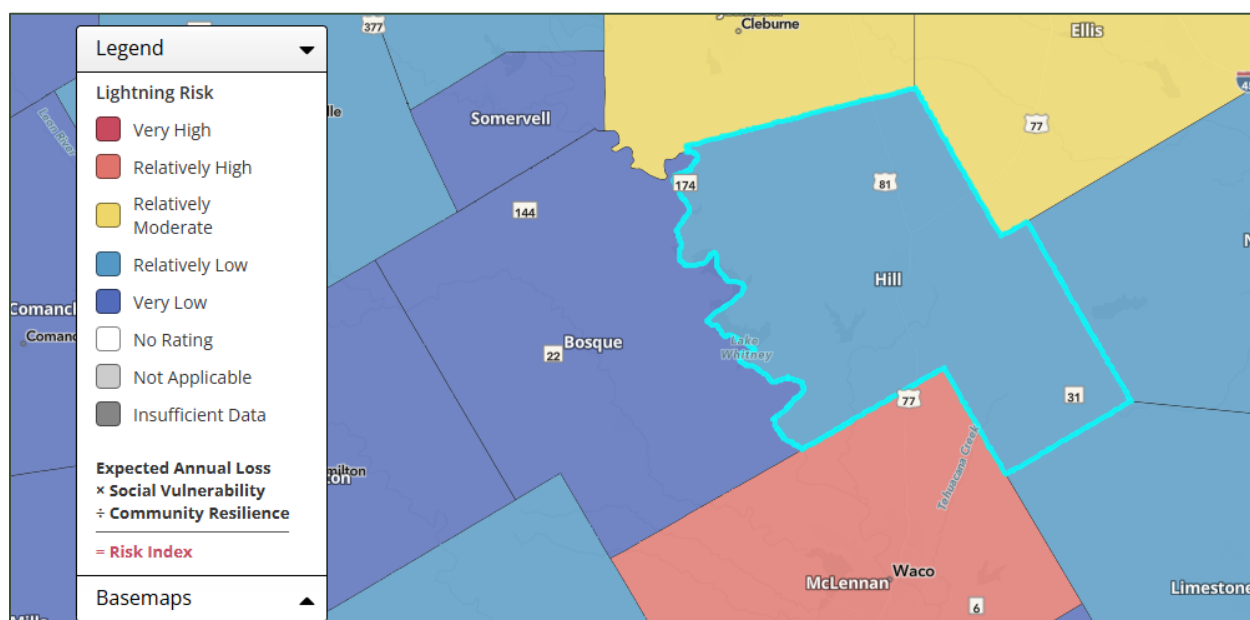 Legend
Lightning Risk
Very High
Relatively High
Relatively
Moderate
Relatively Low
Very Low
No Rating
Not Applicable
Insufficient Data
Expected Annual Loss
× Social Vulnerability
÷ Community Resilience
= Risk Index
Basemaps
377
Cleburne
Ellis
77
Somervell
174
81
144
Hill
Bosque
22
Lake
Whitney
77
31
Tehuacana Creek
McLennan
Waco
6
Limestone